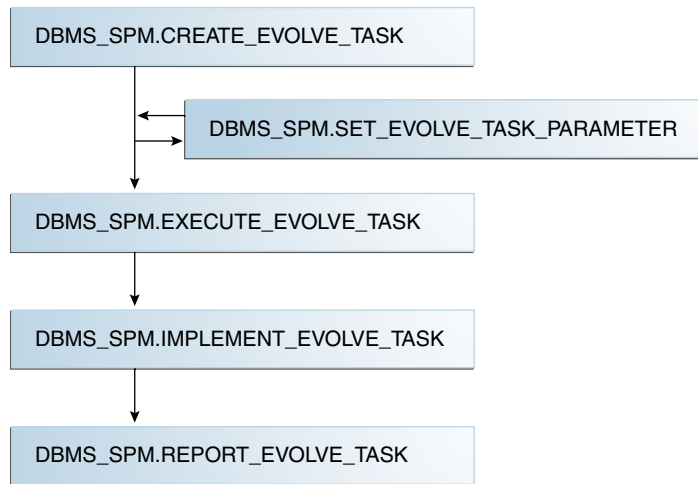 DBMS_SPM.CREATE_EVOLVE_TASK
DBMS_SPM.SET_EVOLVE_TASK_PARAMETER
DBMS_SPM.EXECUTE_EVOLVE_TASK
DBMS_SPM.IMPLEMENT_EVOLVE_TASK
DBMS_SPM.REPORT_EVOLVE_TASK